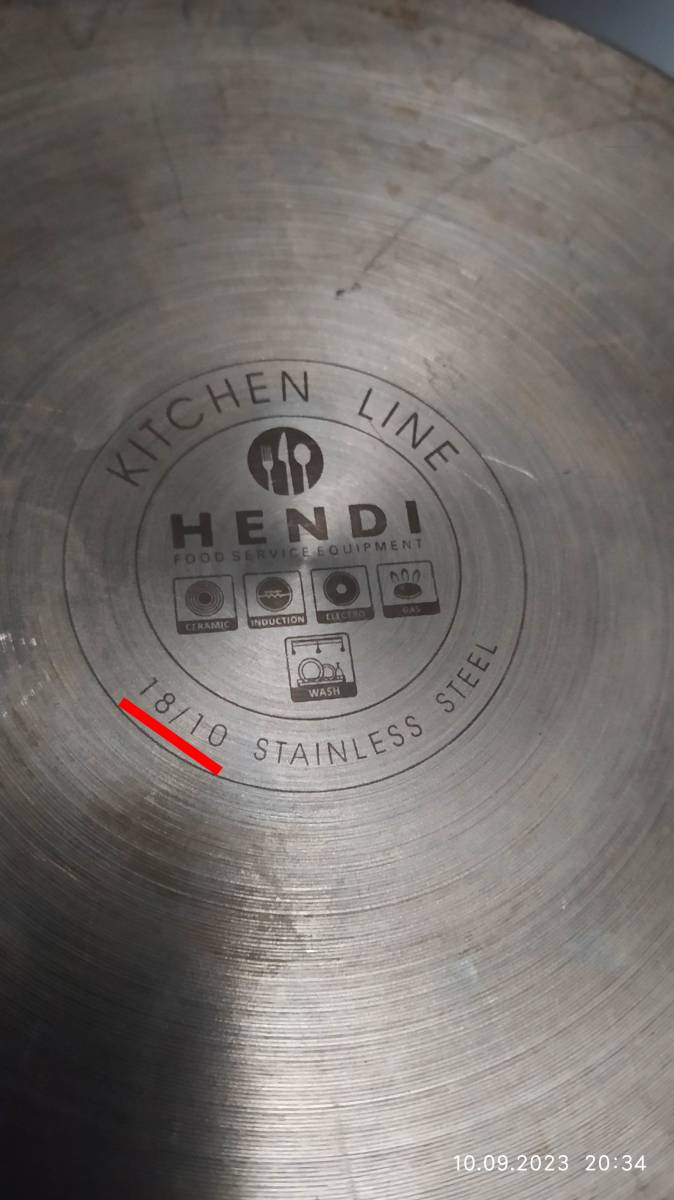 KITCHEN LINE
HENDI
FOOD SERVICE EQUIPMENT
CERAMIC INDUCTION ELECTRO GAS
WASH
18/10 STAINLESS STEEL
10.09.2023 20:34